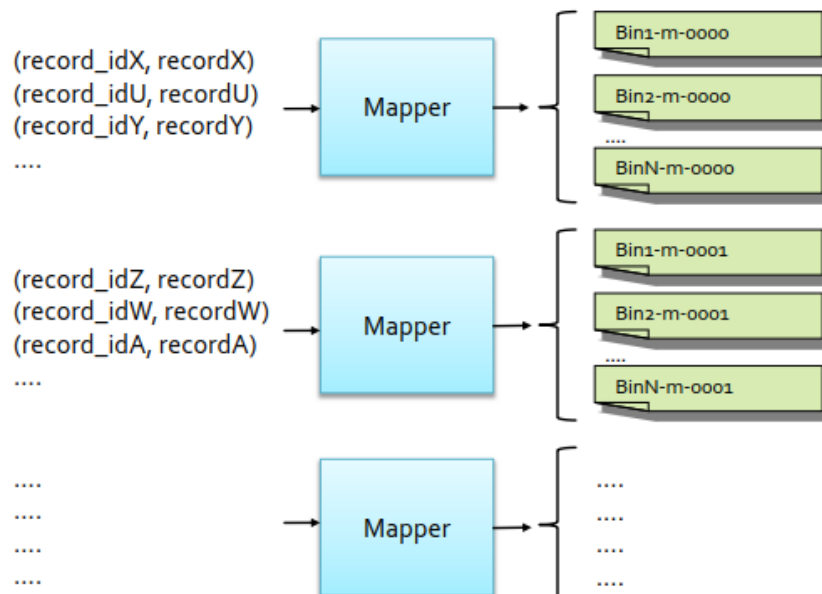 (record_idX, recordX)
(record_idU, recordU)
(record_idY, recordY)
....
Mapper
Bin1-m-0000
Bin2-m-0000
....
BinN-m-0000
(record_idZ, recordZ)
(record_idW, recordW)
(record_idA, recordA)
....
Mapper
Bin1-m-0001
Bin2-m-0001
....
BinN-m-0001
....
....
....
....
Mapper
....
....
....
....